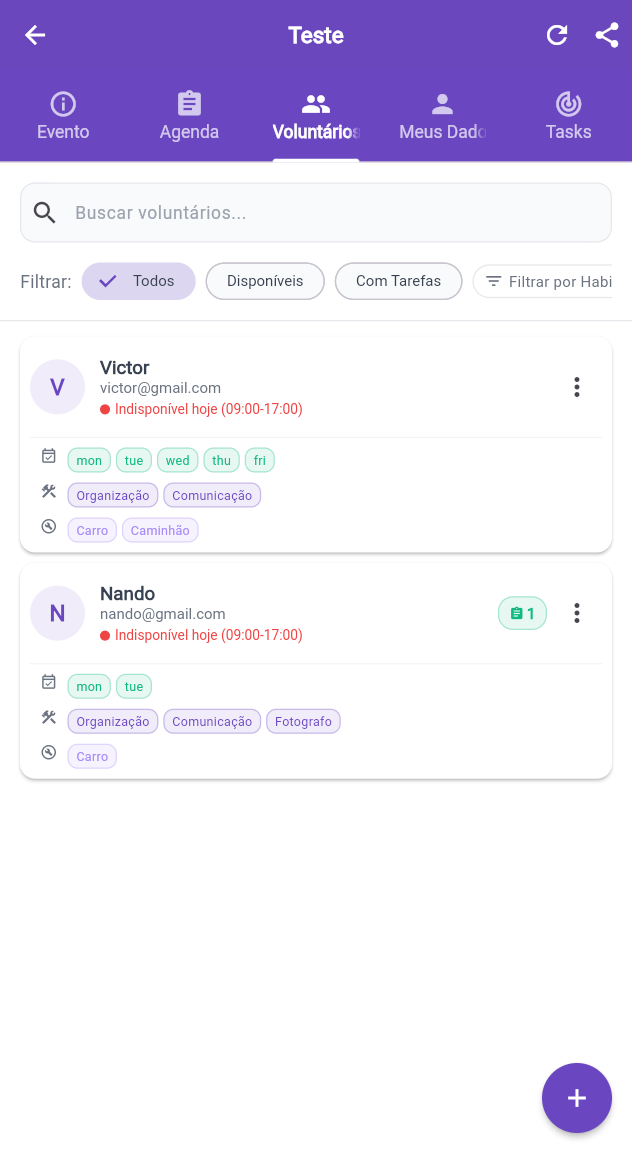 Teste
Evento Agenda Voluntários Meus Dado Tasks
Buscar voluntários...
Filtrar: Todos Disponíveis Com Tarefas Filtrar por Habi
V Victor
victor@gmail.com
Indisponível hoje (09:00-17:00)
mon tue wed thu fri
Organização Comunicação
Carro Caminhão
N Nando
nando@gmail.com 1
Indisponível hoje (09:00-17:00)
mon tue
Organização Comunicação Fotografo
Carro